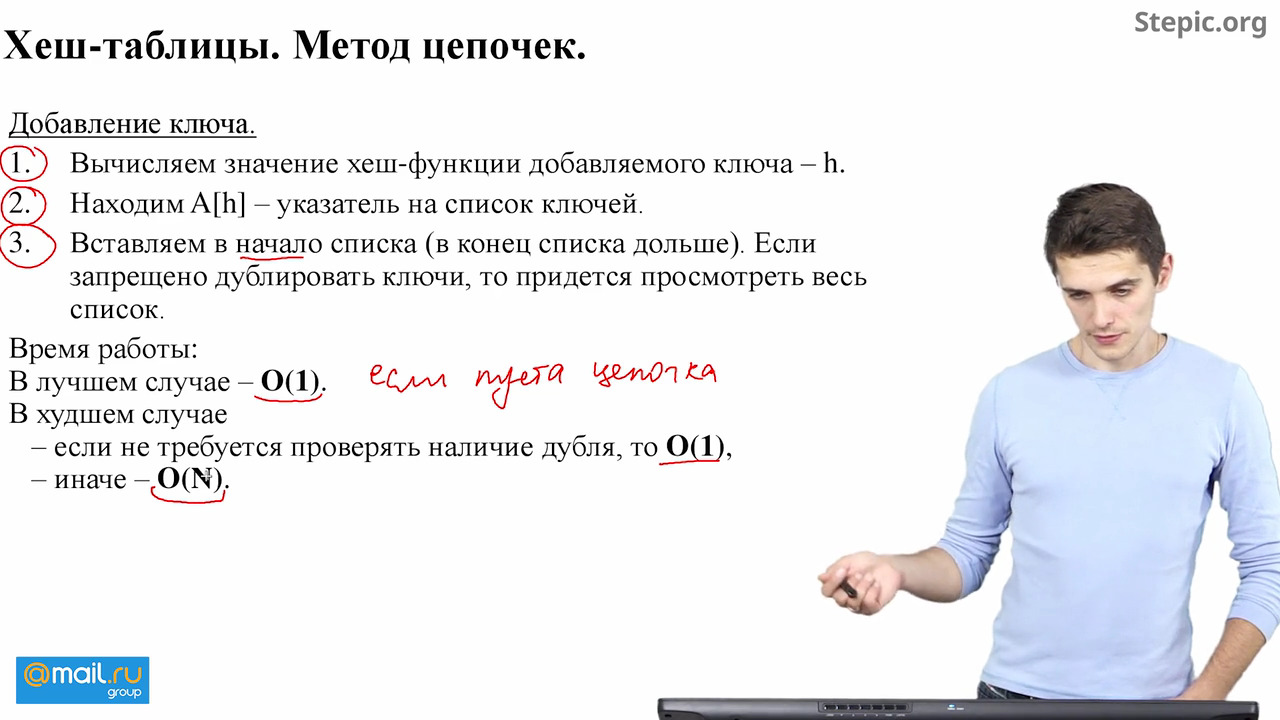 Stepic.org
Хеш-таблицы. Метод цепочек.
Добавление ключа.
1. Вычисляем значение хеш-функции добавляемого ключа – h.
2. Находим A[h] – указатель на список ключей.
3. Вставляем в начало списка (в конец списка дольше). Если
запрещено дублировать ключи, то придется просмотреть весь
список.
Время работы:
В лучшем случае – O(1). если пуста цепочка
В худшем случае
– если не требуется проверять наличие дубля, то O(1),
– иначе – O(N).
@mail.ru
group